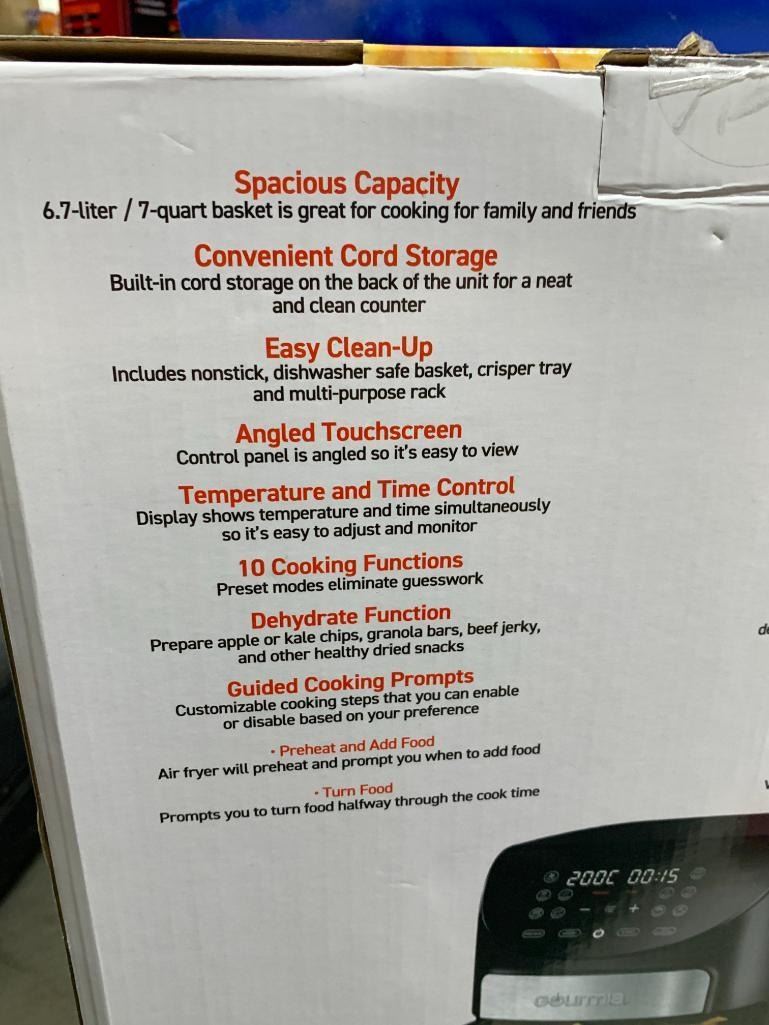 Spacious Capacity
6.7-liter / 7-quart basket is great for cooking for family and friends
Convenient Cord Storage
Built-in cord storage on the back of the unit for a neat
and clean counter
Easy Clean-Up
Includes nonstick, dishwasher safe basket, crisper tray
and multi-purpose rack
Angled Touchscreen
Control panel is angled so it's easy to view
Temperature and Time Control
Display shows temperature and time simultaneously
so it's easy to adjust and monitor
10 Cooking Functions
Preset modes eliminate guesswork
Dehydrate Function
Prepare apple or kale chips, granola bars, beef jerky,
and other healthy dried snacks
Guided Cooking Prompts
Customizable cooking steps that you can enable
or disable based on your preference
• Preheat and Add Food
Air fryer will preheat and prompt you when to add food
• Turn Food
Prompts you to turn food halfway through the cook time
200C 00:15
gourmia